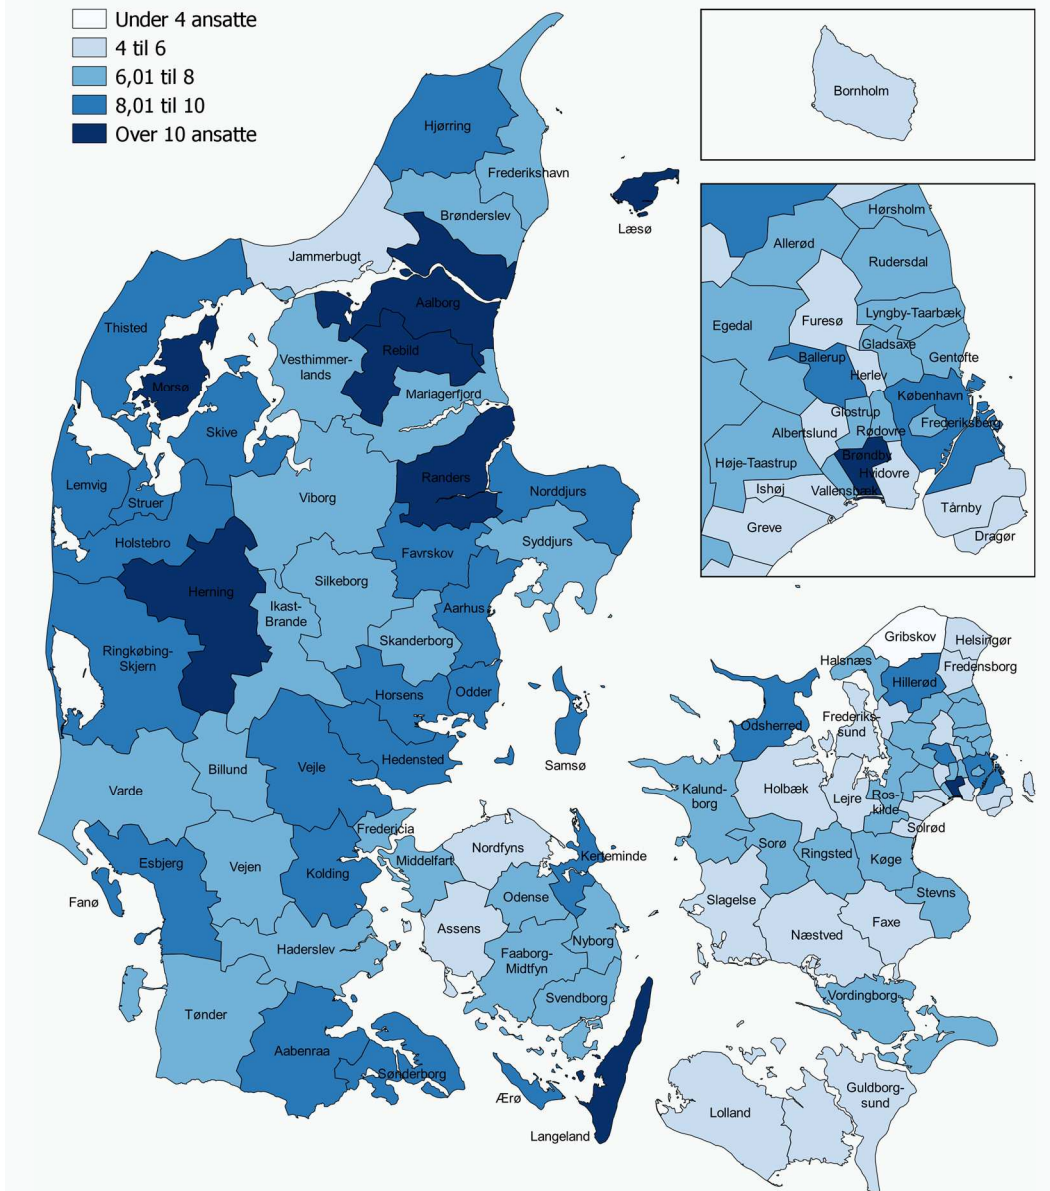 Under 4 ansatte
4 til 6
6,01 til 8
8,01 til 10
Over 10 ansatte
Bornholm
Hjørring
Frederikshavn
Brønderslev
Læsø
Jammerbugt
Aalborg
Thisted
Rebild
Vesthimmer-
lands
Morsø
Mariagerfjord
Skive
Randers
Lemvig
Struer
Viborg
Norddjurs
Holstebro
Favrskov
Syddjurs
Herning
Silkeborg
Ikast-
Brande
Aarhus
Skanderborg
Ringkøbing-
Skjern
Horsens
Odder
Samsø
Hedensted
Billund
Vejle
Varde
Fredericia
Middelfart
Nordfyns
Kerteminde
Esbjerg
Vejen
Kolding
Odense
Fanø
Assens
Haderslev
Nyborg
Faaborg-
Midtfyn
Svendborg
Tønder
Aabenraa
Sønderborg
Ærø
Langeland
Hørsholm
Allerød
Rudersdal
Furesø
Lyngby-Taarbæk
Egedal
Gladsaxe
Ballerup
Gentofte
Herlev
København
Glostrup
Frederiksberg
Albertslund
Rødovre
Brøndby
Høje-Taastrup
Hvidovre
Ishøj
Vallensbæk
Greve
Tårnby
Dragør
Gribskov
Helsingør
Halsnæs
Fredensborg
Hillerød
Odsherred
Frederiks-
sund
Kalund-
borg
Holbæk
Lejre
Ros-
kilde
Solrød
Sorø
Ringsted
Køge
Slagelse
Stevns
Næstved
Faxe
Vordingborg
Lolland
Guldborg-
sund